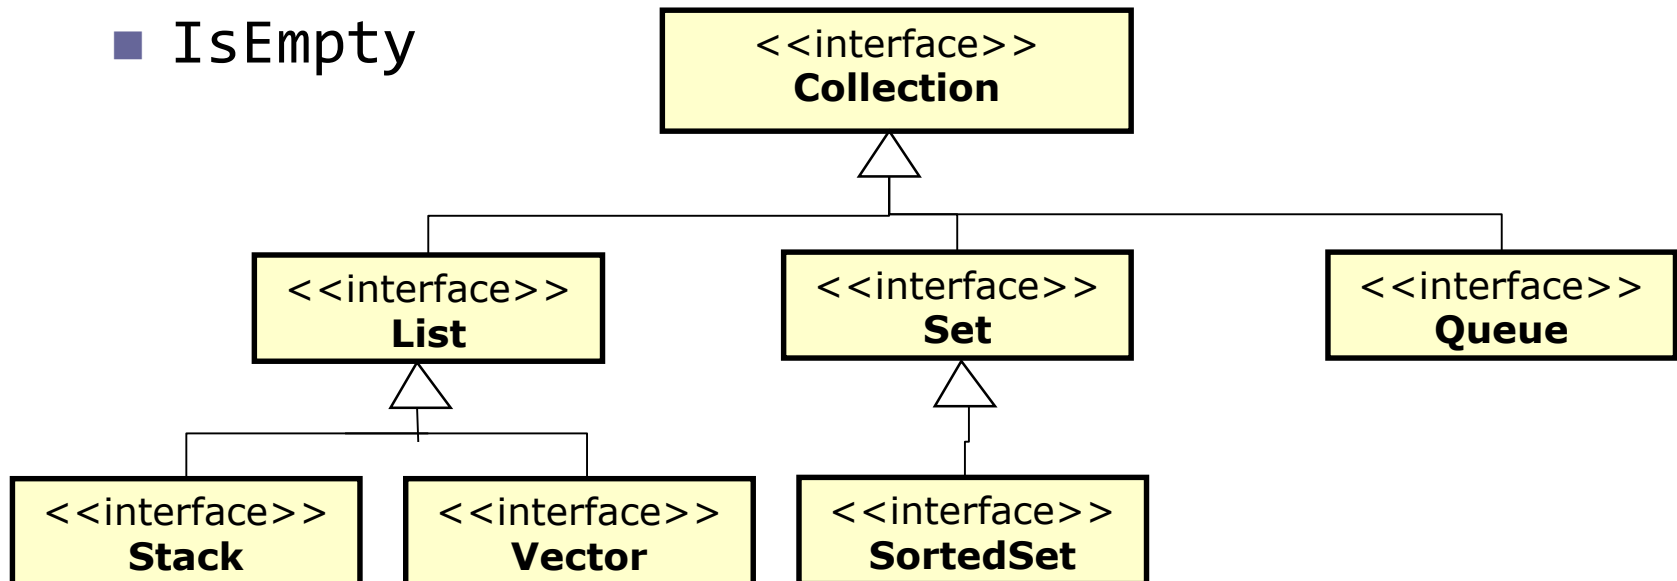 IsEmpty
<<interface>>
Collection
<<interface>>
List
<<interface>>
Set
<<interface>>
Queue
<<interface>>
Stack
<<interface>>
Vector
<<interface>>
SortedSet